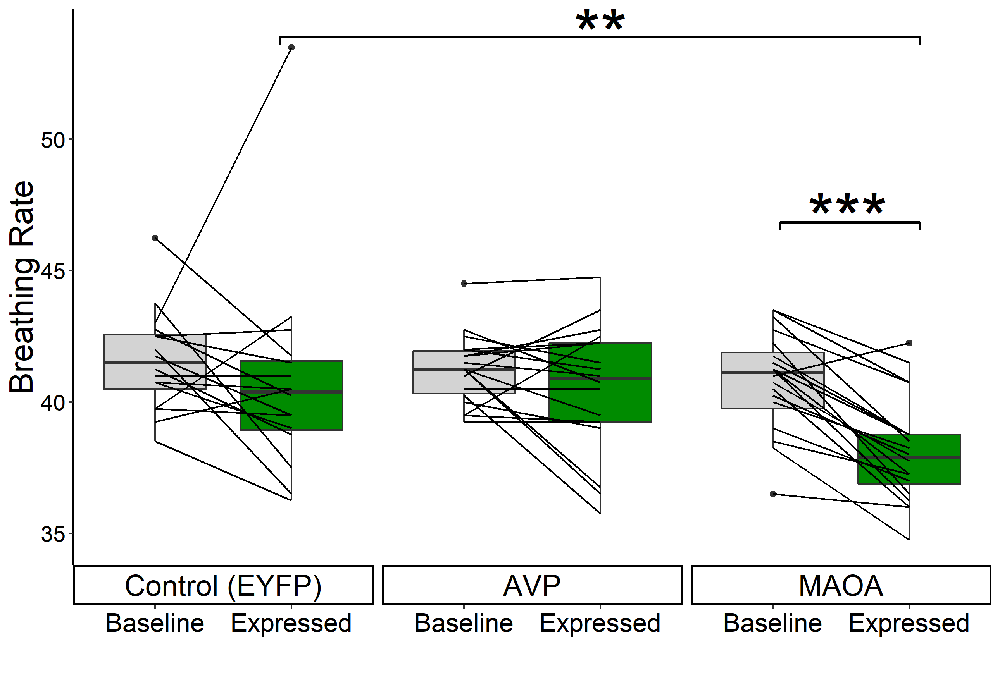 **
***
Breathing Rate
50
45
40
35
Control (EYFP)
AVP
MAOA
Baseline
Expressed
Baseline
Expressed
Baseline
Expressed